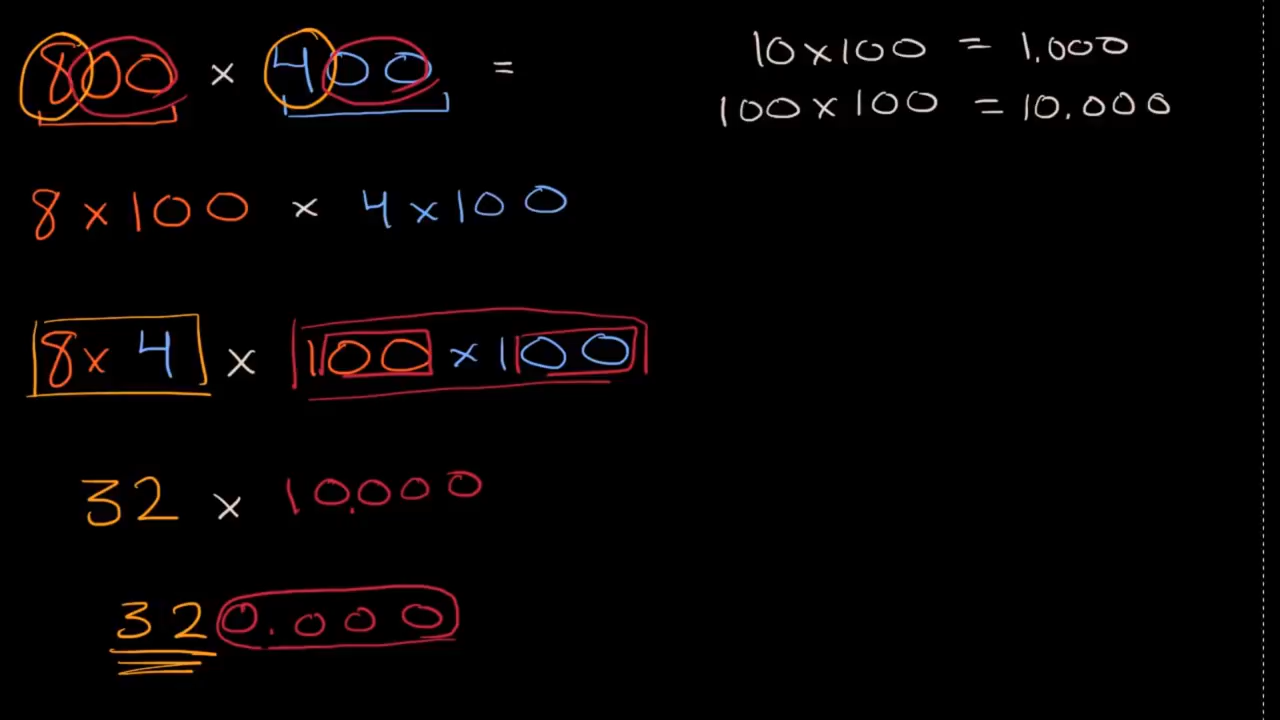 800 × 400 =
10 × 100 = 1.000
100 × 100 = 10.000
8 × 100 × 4 × 100
8 × 4 × 100 × 100
32 × 10.000
320.000